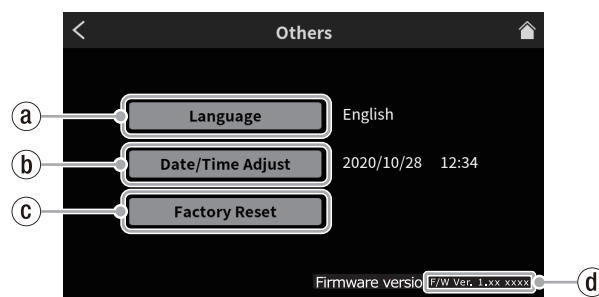 Others
a Language English
b Date/Time Adjust 2020/10/28 12:34
c Factory Reset
Firmware versio F/W Ver. 1.xx xxxx d